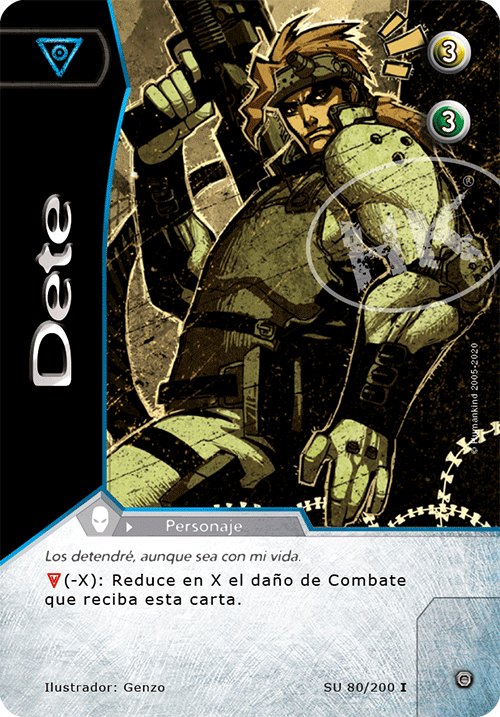 3
3
HK®
Dete
© Humankind 2005-2020
Personaje
Los detendré, aunque sea con mi vida.
(-X): Reduce en X el daño de Combate
que reciba esta carta.
Ilustrador: Genzo
SU 80/200 I